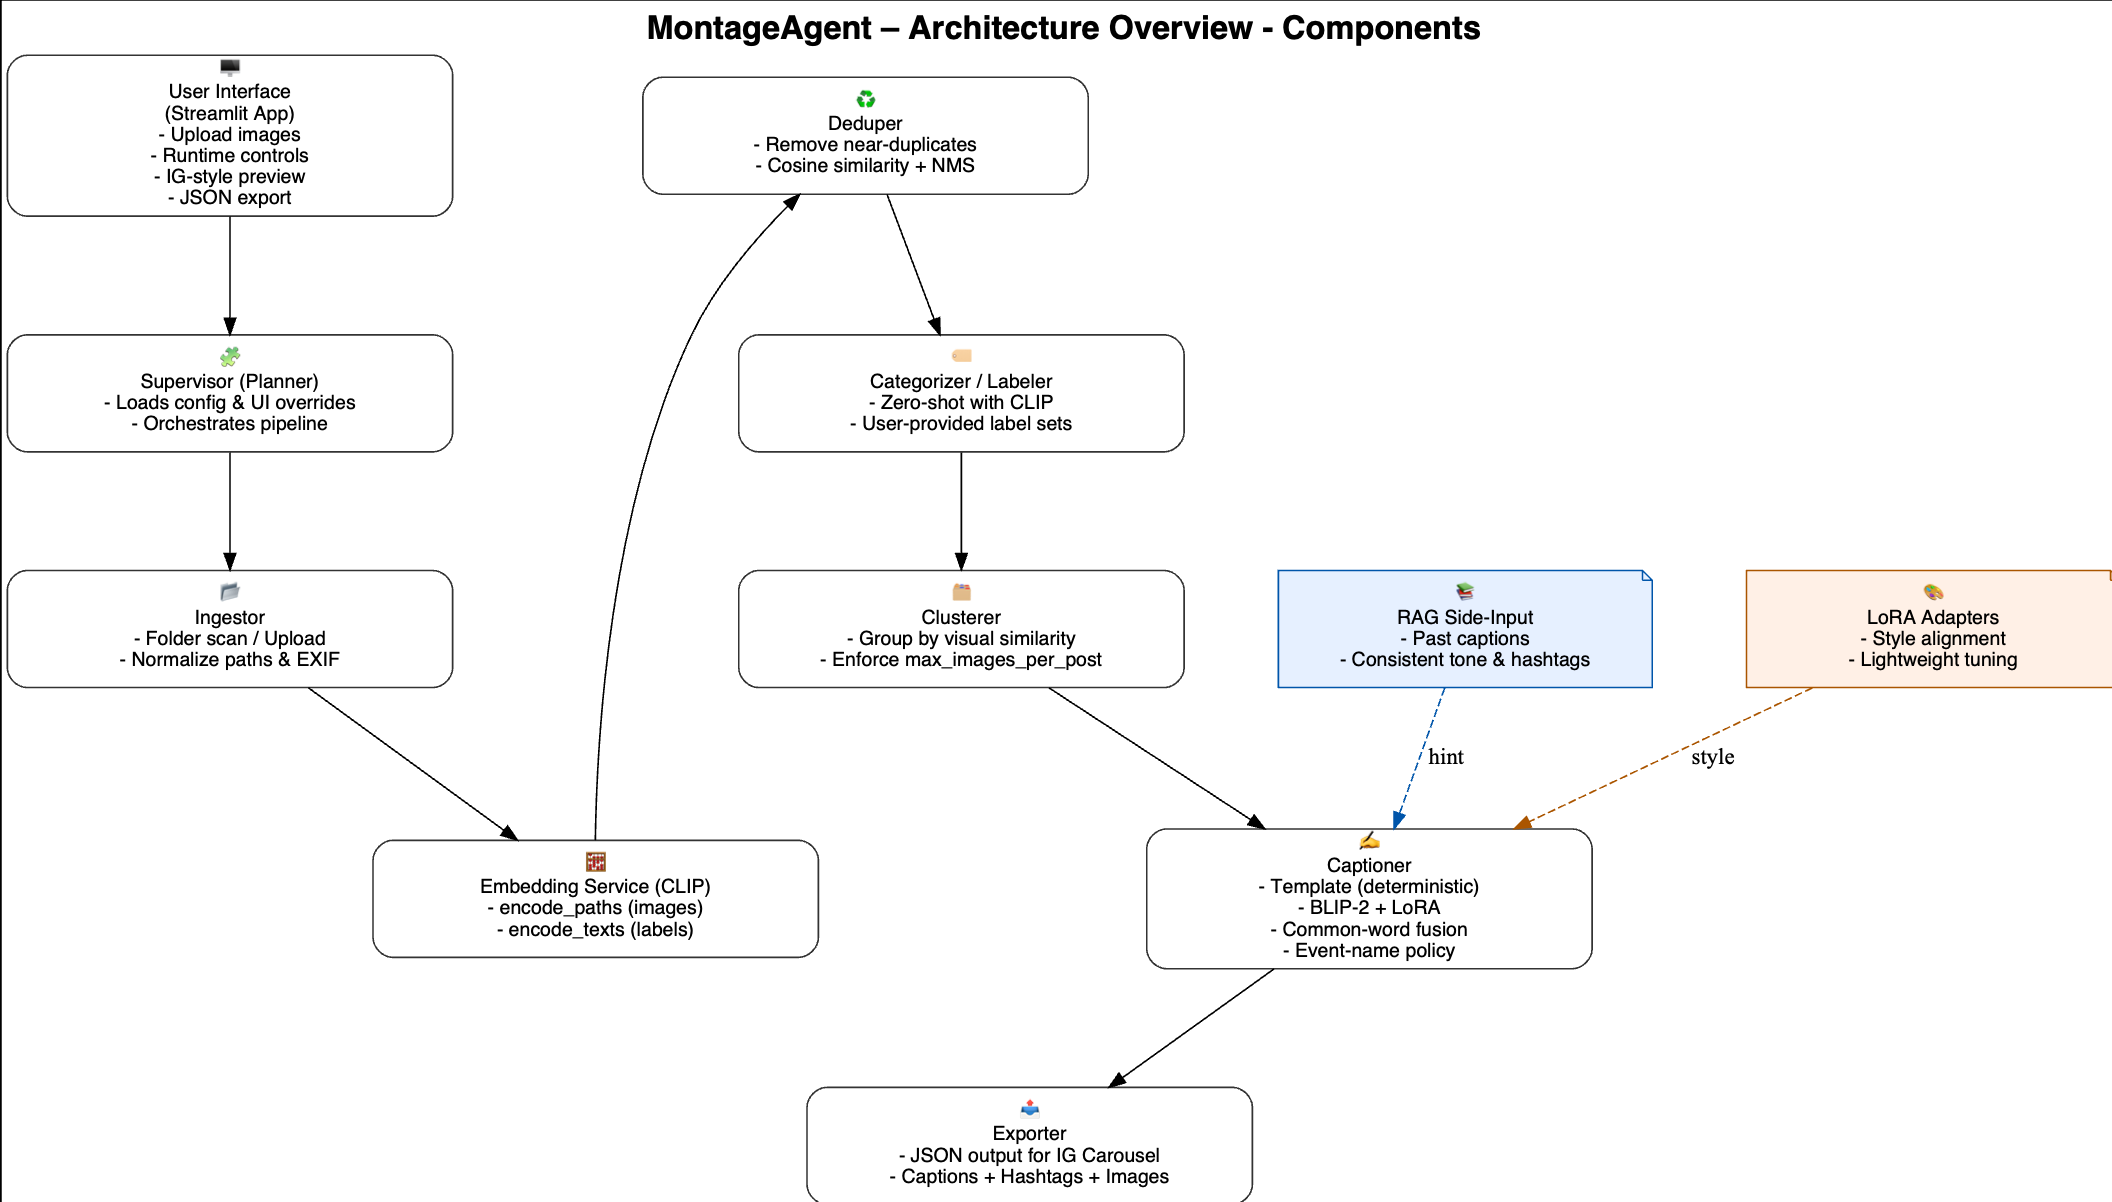 MontageAgent – Architecture Overview - Components
User Interface
(Streamlit App)
- Upload images
- Runtime controls
- IG-style preview
- JSON export
Supervisor (Planner)
- Loads config & UI overrides
- Orchestrates pipeline
Ingestor
- Folder scan / Upload
- Normalize paths & EXIF
Embedding Service (CLIP)
- encode_paths (images)
- encode_texts (labels)
Deduper
- Remove near-duplicates
- Cosine similarity + NMS
Categorizer / Labeler
- Zero-shot with CLIP
- User-provided label sets
Clusterer
- Group by visual similarity
- Enforce max_images_per_post
RAG Side-Input
- Past captions
- Consistent tone & hashtags
LoRA Adapters
- Style alignment
- Lightweight tuning
hint
style
Captioner
- Template (deterministic)
- BLIP-2 + LoRA
- Common-word fusion
- Event-name policy
Exporter
- JSON output for IG Carousel
- Captions + Hashtags + Images